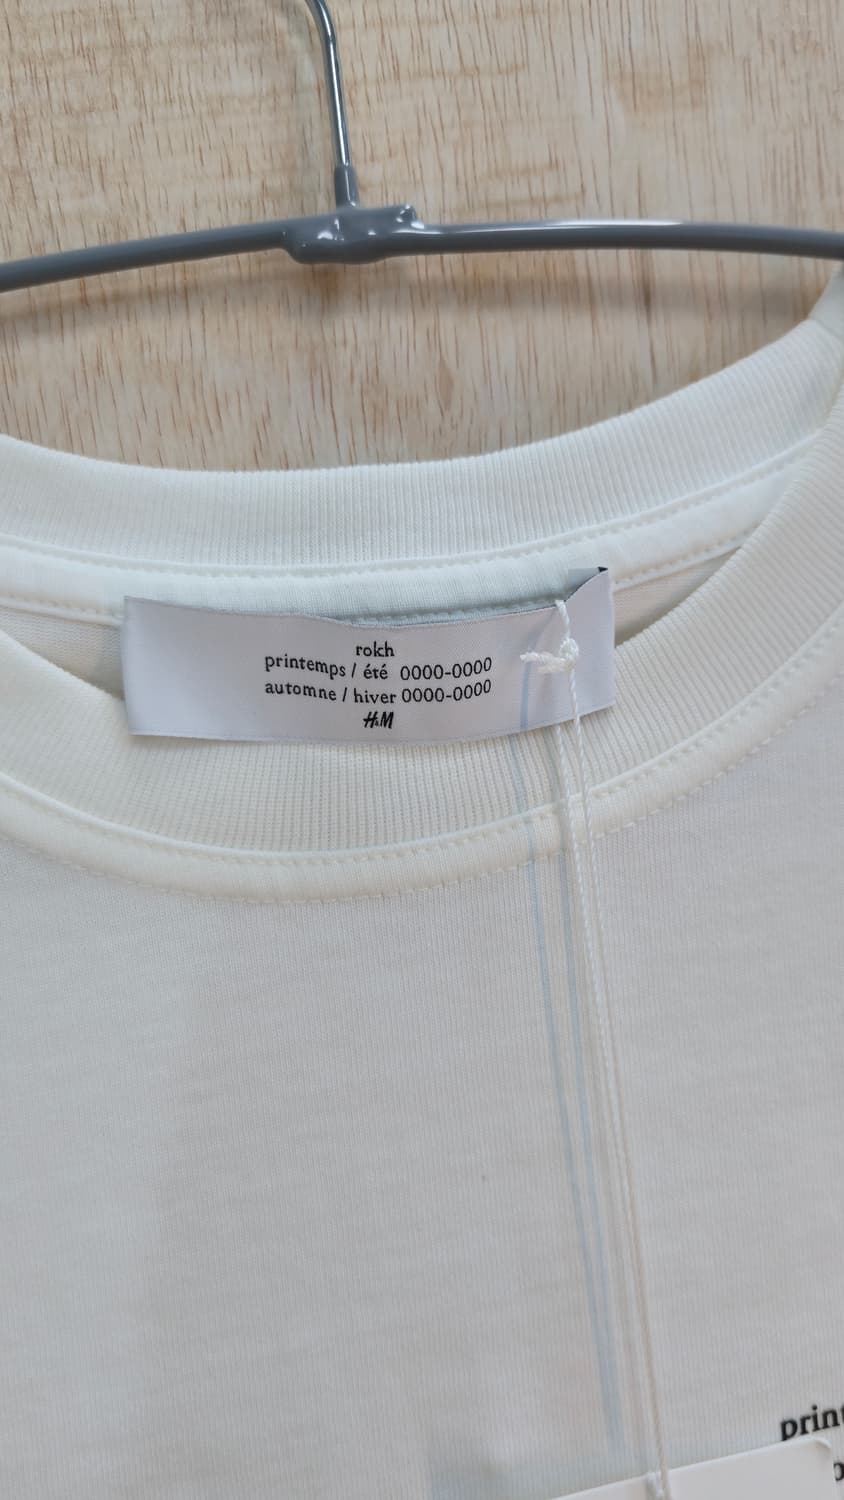 rokh
printemps / été 0000-0000
automne / hiver 0000-0000
H&M